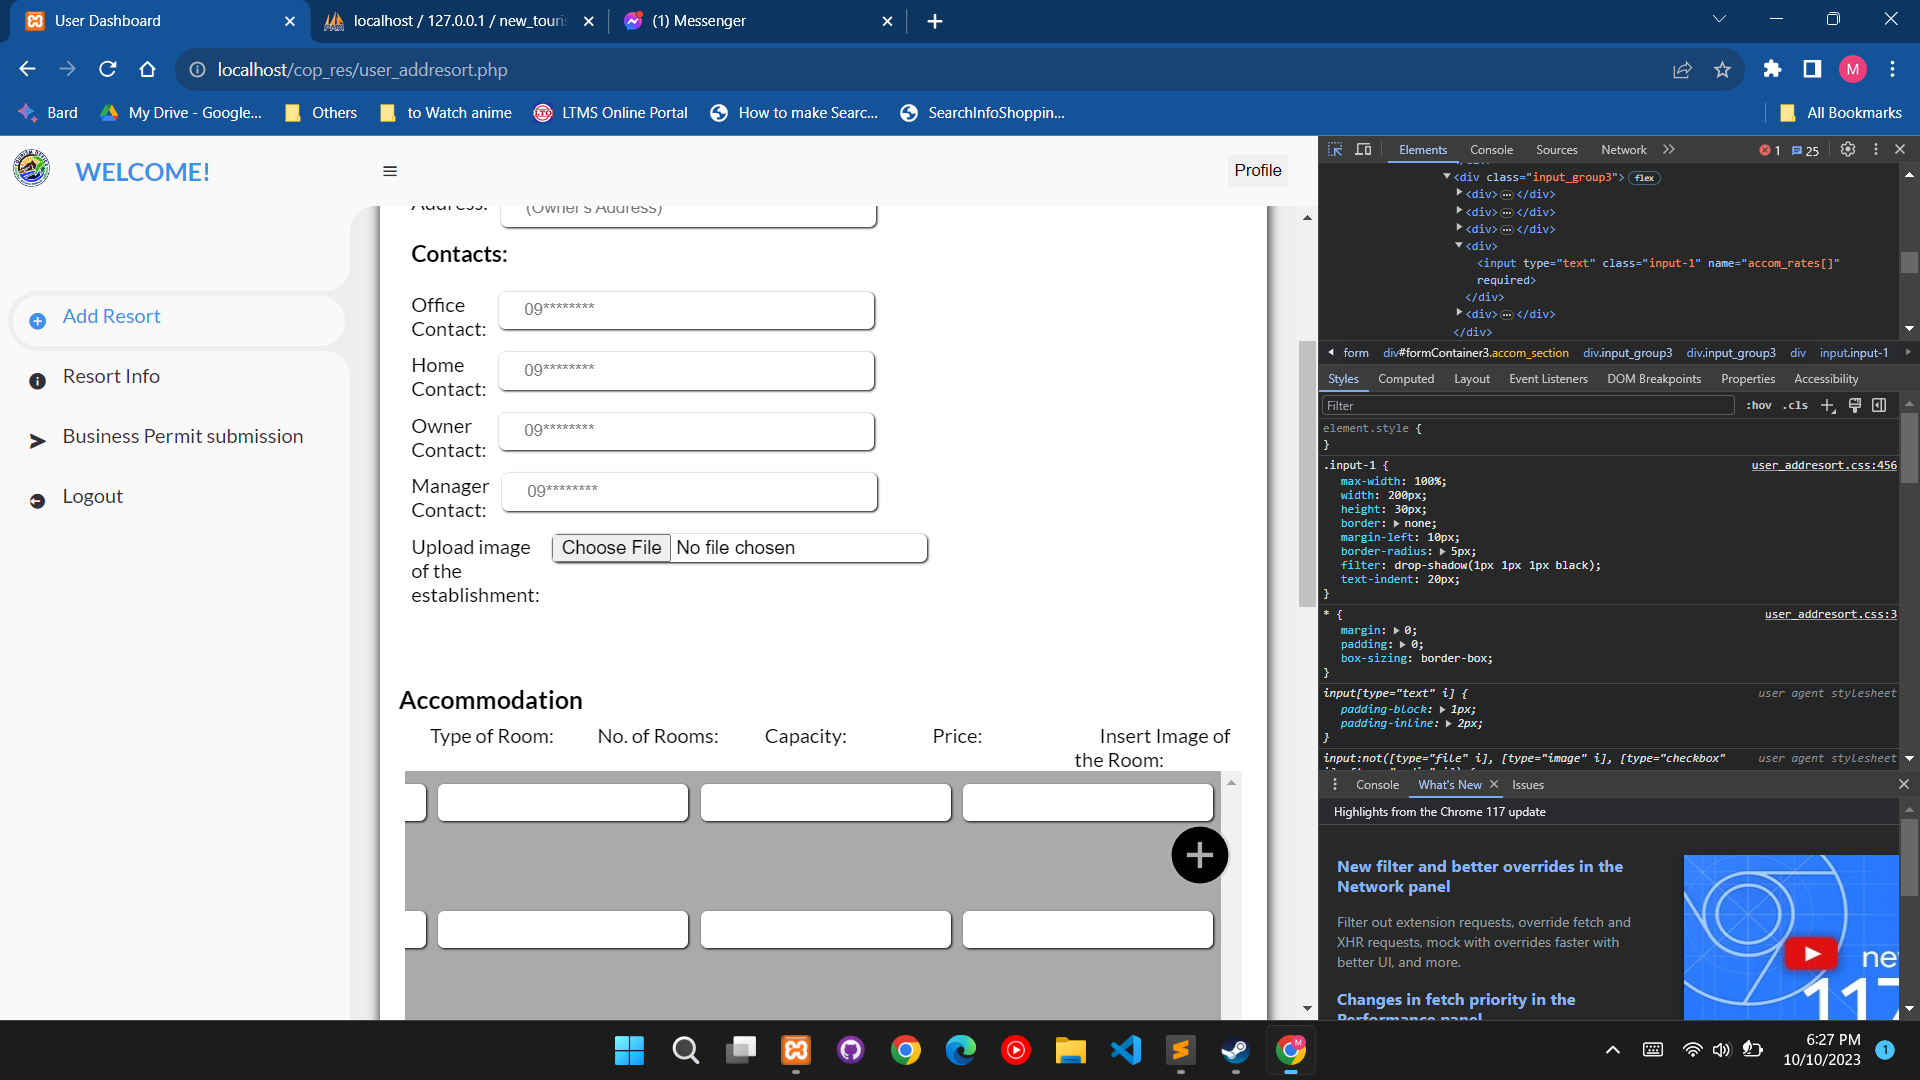 User Dashboard
localhost / 127.0.0.1 / new_touris
(1) Messenger
localhost/cop_res/user_addresort.php
M
Bard
My Drive - Google...
Others
to Watch anime
LTMS Online Portal
How to make Searc...
SearchInfoShoppin...
All Bookmarks
WELCOME!
Profile
Add Resort
Resort Info
Business Permit submission
Logout
Address:
(Owner's Address)
Contacts:
Office
Contact:
09********
Home
Contact:
09********
Owner
Contact:
09********
Manager
Contact:
09********
Upload image
of the
establishment:
Choose File No file chosen
Accommodation
Type of Room:
No. of Rooms:
Capacity:
Price:
Insert Image of
the Room:
Elements
Console
Sources
Network
1
25
<div class="input_group3"> flex
<div> ... </div>
<div> ... </div>
<div> ... </div>
<div>
<input type="text" class="input-1" name="accom_rates[]"
required>
</div>
<div> ... </div>
</div>
form
div#formContainer3.accom_section
div.input_group3
div.input_group3
div
input.input-1
Styles
Computed
Layout
Event Listeners
DOM Breakpoints
Properties
Accessibility
Filter
:hov
.cls
element.style {
}
.input-1 {
user_addresort.css:456
max-width: 100%;
width: 200px;
height: 30px;
border: none;
margin-left: 10px;
border-radius: 5px;
filter: drop-shadow(1px 1px 1px black);
text-indent: 20px;
}
* {
user_addresort.css:3
margin: 0;
padding: 0;
box-sizing: border-box;
}
input[type="text" i] {
user agent stylesheet
padding-block: 1px;
padding-inline: 2px;
}
input:not([type="file" i], [type="image" i], [type="checkbox"
user agent stylesheet
Console
What's New
Issues
Highlights from the Chrome 117 update
New filter and better overrides in the
Network panel
Filter out extension requests, override fetch and
XHR requests, mock with overrides faster with
better UI, and more.
Changes in fetch priority in the
Performance panel
ne
117
6:27 PM
10/10/2023
1